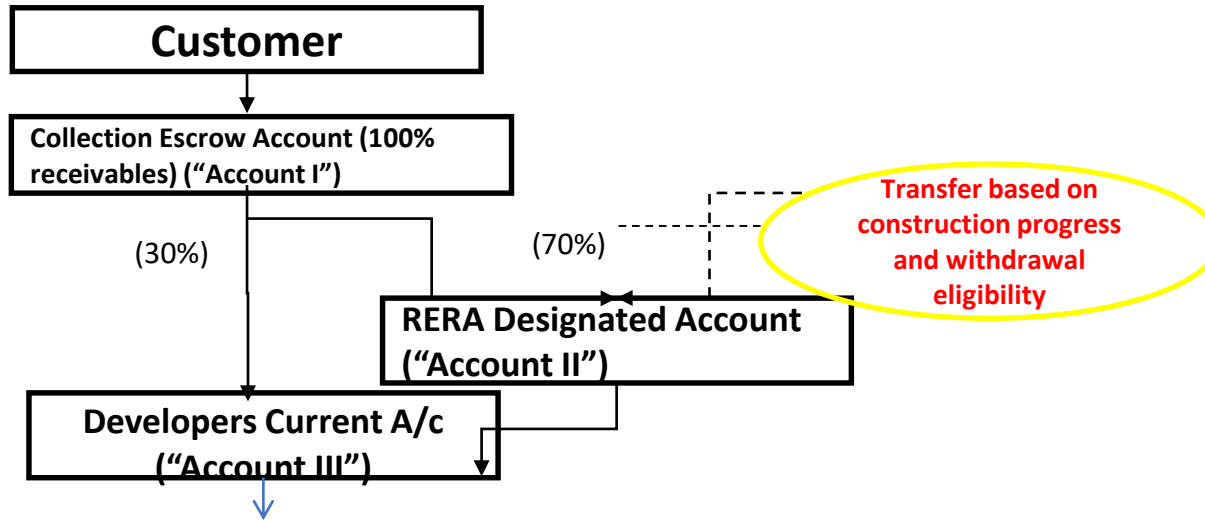 Customer
Collection Escrow Account (100%
receivables) (“Account I”)
(30%)
(70%)
Transfer based on
construction progress
and withdrawal
eligibility
RERA Designated Account
(“Account II”)
Developers Current A/c
(“Account III”)